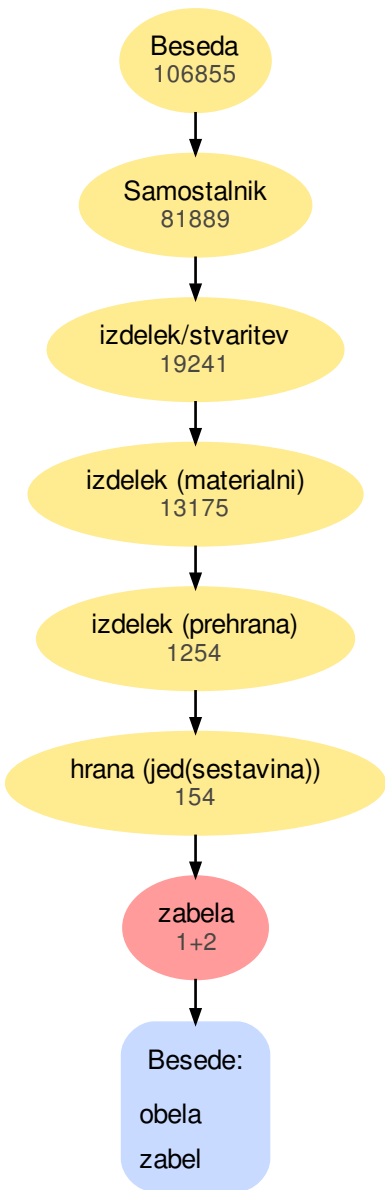 Beseda
106855
Samostalnik
81889
izdelek/stvaritev
19241
izdelek (materialni)
13175
izdelek (prehrana)
1254
hrana (jed(sestavina))
154
zabela
1+2
Besede:
obela
zabel